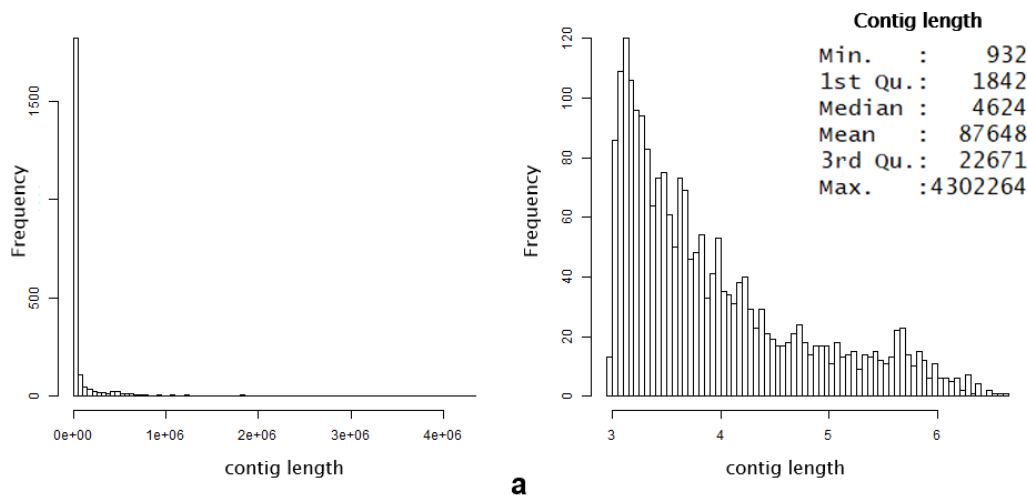 Frequency
1500
500
0
0e+00 1e+06 2e+06 3e+06 4e+06
contig length
Contig length
Min. : 932
1st Qu.: 1842
Median : 4624
Mean : 87648
3rd Qu.: 22671
Max. :4302264
Frequency
120
100
80
60
40
20
0
3 4 5 6
contig length
a